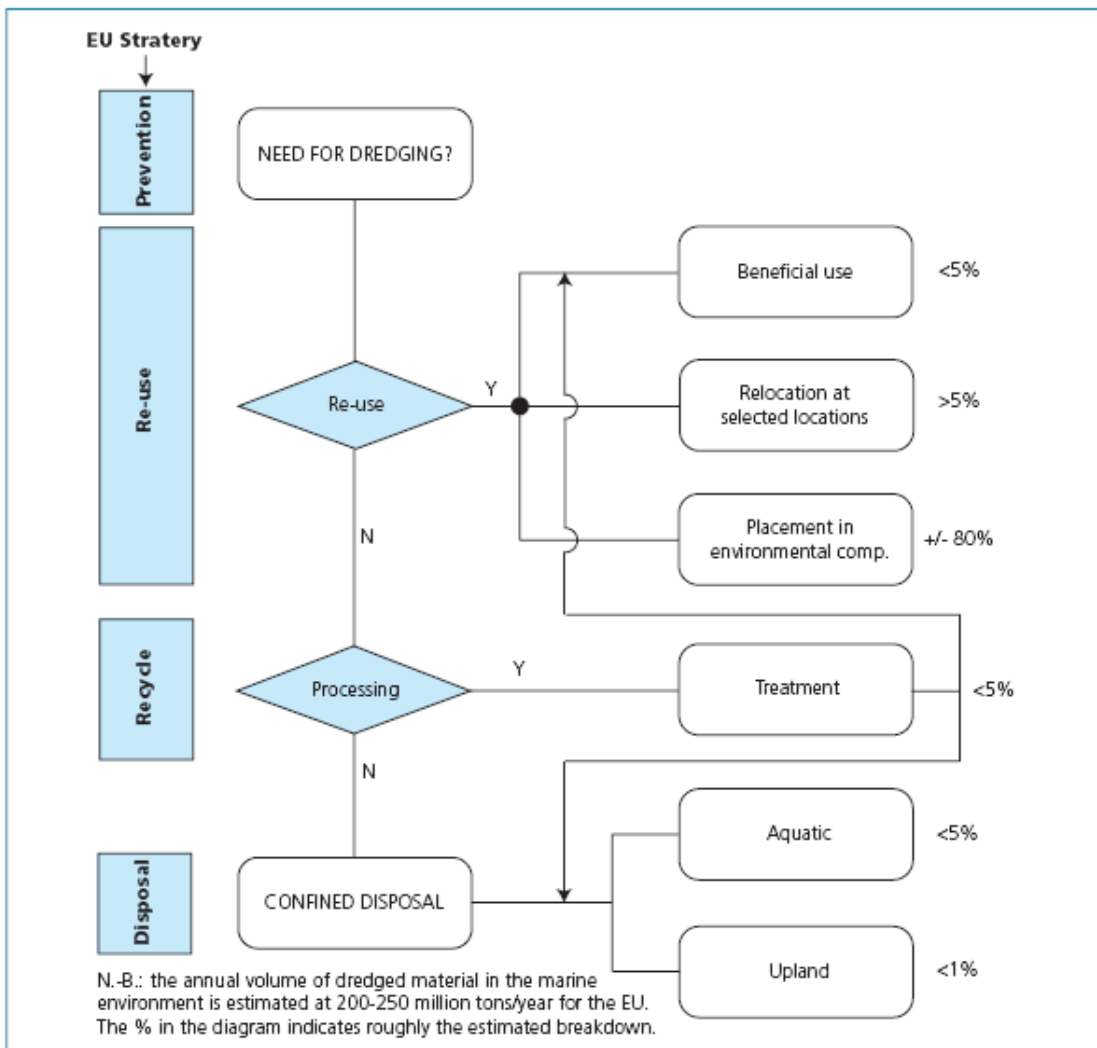 EU Stratery
Prevention
NEED FOR DREDGING?
Re-use
Beneficial use
<5%
Re-use
Y
Relocation at
selected locations
>5%
N
Placement in
environmental comp.
+/- 80%
Recycle
Processing
Y
Treatment
<5%
N
Aquatic
<5%
Disposal
CONFINED DISPOSAL
Upland
<1%
N.-B.: the annual volume of dredged material in the marine
environment is estimated at 200-250 million tons/year for the EU.
The % in the diagram indicates roughly the estimated breakdown.